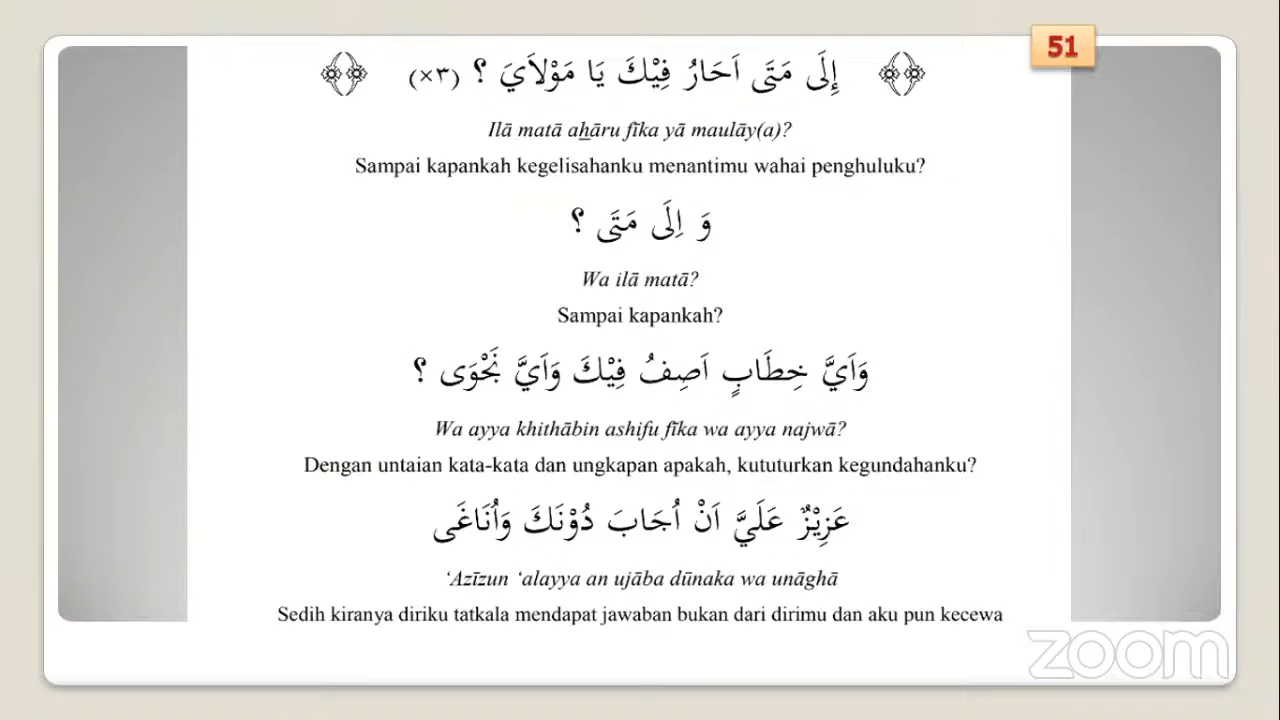 51
إِلَى مَتَى اَحَارُ فِيْكَ يَا مَوْلاَيَ ؟ (٣×)
Ilā matā ahāru fīka yā maulāy(a)?
Sampai kapankah kegelisahanku menantimu wahai penghuluku?
وَ اِلَى مَتَى ؟
Wa ilā matā?
Sampai kapankah?
وَاَيَّ خِطَابٍ اَصِفُ فِيْكَ وَاَيَّ نَجْوَى ؟
Wa ayya khithābin ashifu fīka wa ayya najwā?
Dengan untaian kata-kata dan ungkapan apakah, kututurkan kegundahanku?
عَزِيْزٌ عَلَيَّ اَنْ اُجَابَ دُوْنَكَ وَاُنَاغَى
‘Azīzun ‘alayya an ujāba dūnaka wa unāghā
Sedih kiranya diriku tatkala mendapat jawaban bukan dari dirimu dan aku pun kecewa
zoom